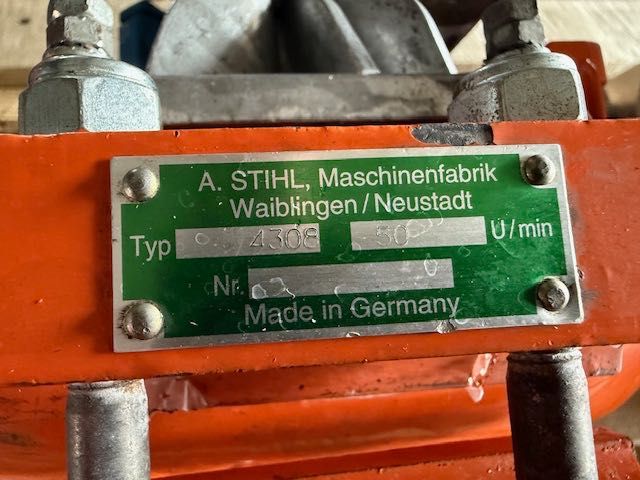 A. STIHL, Maschinenfabrik
Waiblingen/Neustadt
Typ 4308 50 U/min
Nr.
Made in Germany